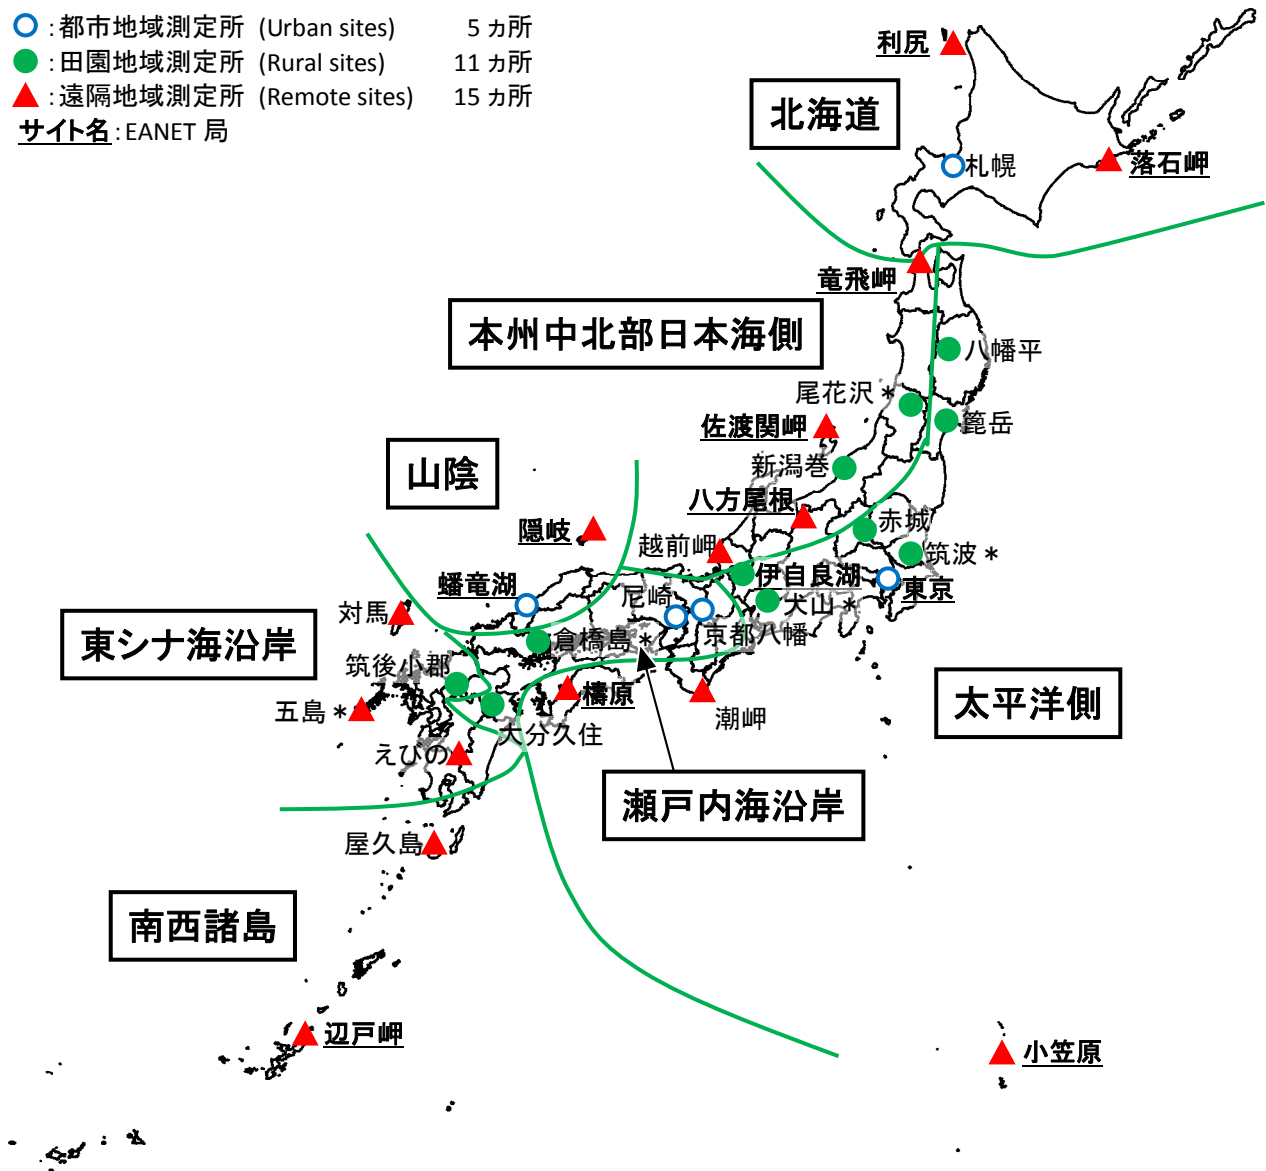 ：都市地域測定所 (Urban sites) 5 ヵ所
：田園地域測定所 (Rural sites) 11 ヵ所
：遠隔地域測定所 (Remote sites) 15 ヵ所
サイト名：EANET 局
利尻
北海道
札幌
落石岬
竜飛岬
本州中北部日本海側
八幡平
尾花沢＊
箆岳
佐渡関岬
新潟巻
山陰
八方尾根
赤城
隠岐
越前岬
筑波＊
伊自良湖
東京
蟠竜湖
尼崎
犬山＊
対馬
京都八幡
東シナ海沿岸
倉橋島＊
筑後小郡
檮原
太平洋側
五島＊
潮岬
大分久住
えびの
瀬戸内海沿岸
屋久島
南西諸島
辺戸岬
小笠原